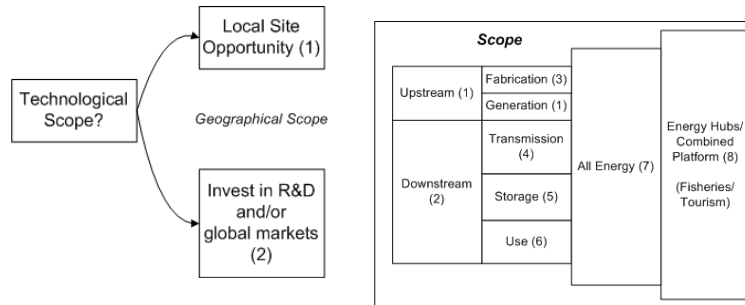 Local Site
Opportunity (1)
Technological
Scope?
Geographical Scope
Invest in R&D
and/or
global markets
(2)
Scope
Upstream (1)
Fabrication (3)
Generation (1)
Downstream
(2)
Transmission
(4)
Storage (5)
Use (6)
All Energy (7)
Energy Hubs/
Combined
Platform (8)
(Fisheries/
Tourism)